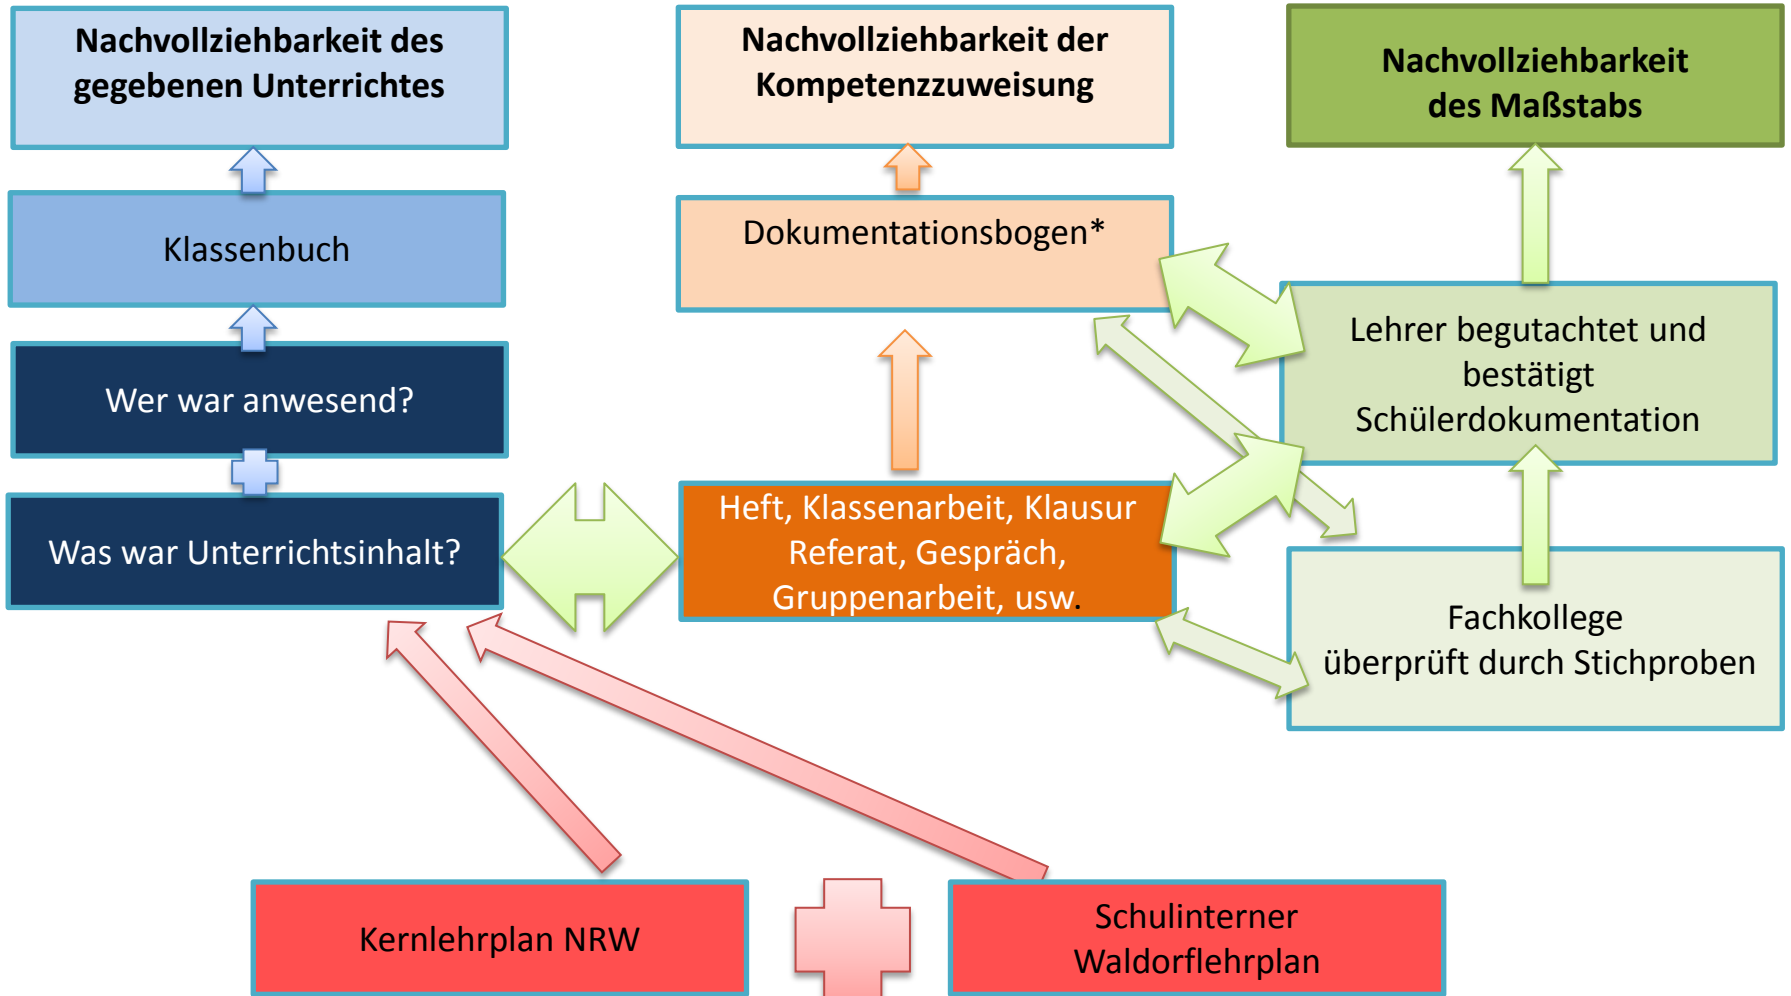 Nachvollziehbarkeit des
gegebenen Unterrichtes
Klassenbuch
Wer war anwesend?
Was war Unterrichtsinhalt?
Nachvollziehbarkeit der
Kompetenzzuweisung
Dokumentationsbogen*
Heft, Klassenarbeit, Klausur
Referat, Gespräch,
Gruppenarbeit, usw.
Nachvollziehbarkeit
des Maßstabs
Lehrer begutachtet und
bestätigt
Schülerdokumentation
Fachkollege
überprüft durch Stichproben
Kernlehrplan NRW
Schulinterner
Waldorflehrplan